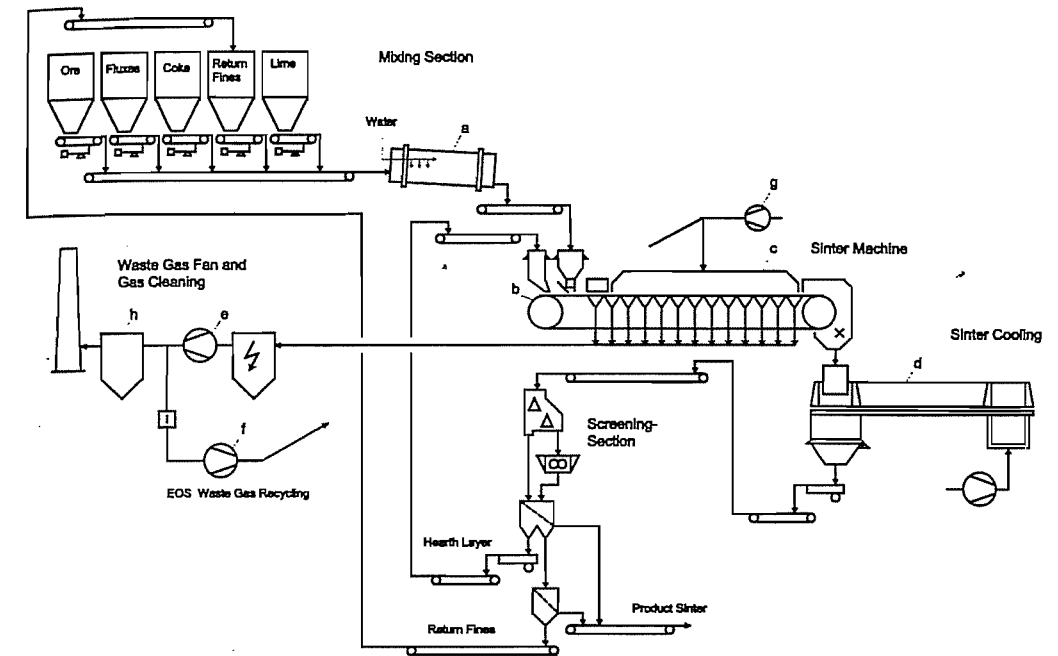 Ore
Fluxes
Coke
Return
Fines
Lime
Mixing Section
Water
a
g
c
Sinter Machine
Waste Gas Fan and
Gas Cleaning
b
h
e
Sinter Cooling
d
Screening-
Section
f
EOS Waste Gas Recycling
Hearth Layer
Product Sinter
Return Fines